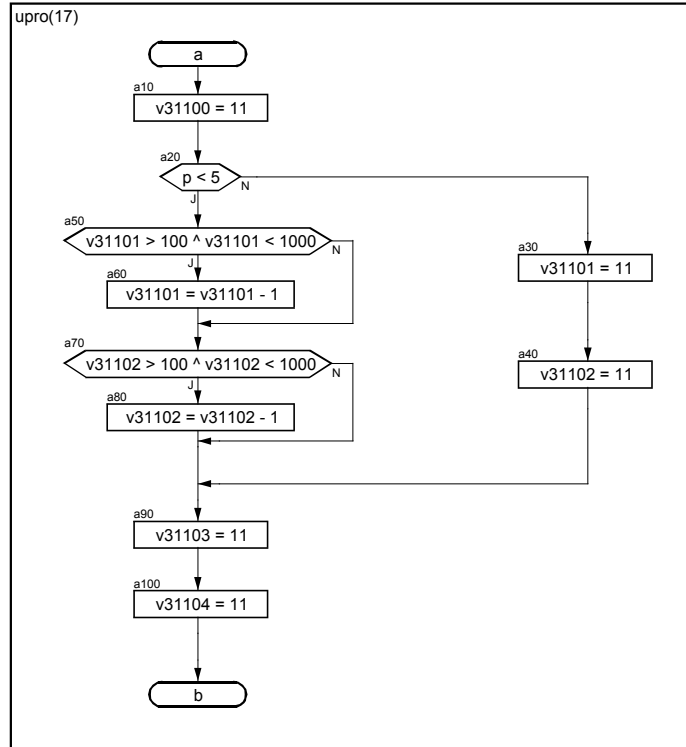 upro(17)
a
a10
v31100 = 11
a20
p < 5
N
J
a50
v31101 > 100 ^ v31101 < 1000
N
J
a60
v31101 = v31101 - 1
a30
v31101 = 11
a70
v31102 > 100 ^ v31102 < 1000
N
J
a80
v31102 = v31102 - 1
a40
v31102 = 11
a90
v31103 = 11
a100
v31104 = 11
b